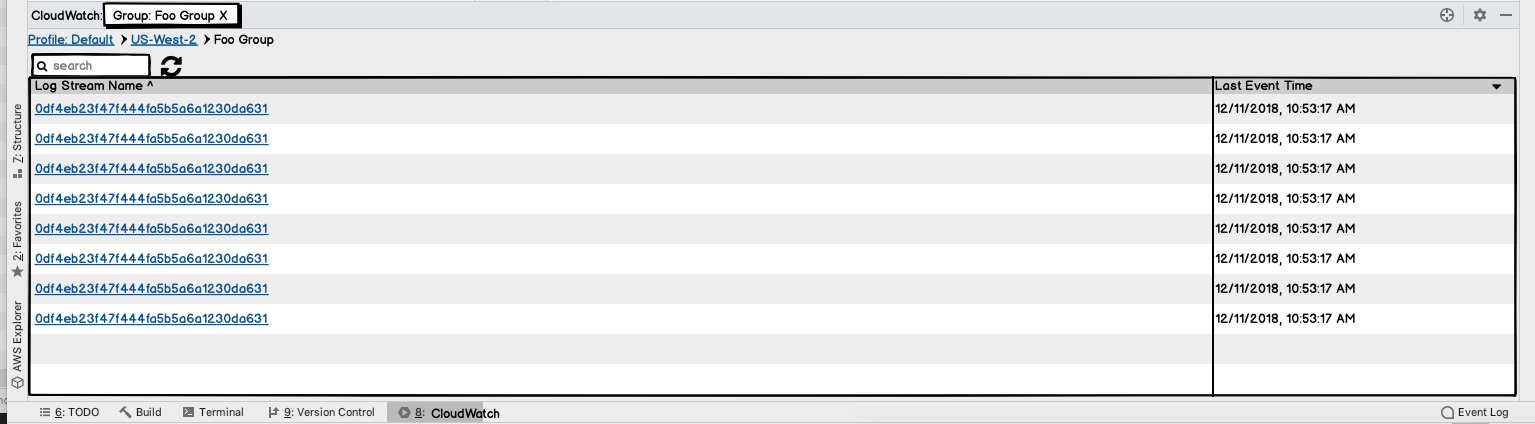 CloudWatch: Group: Foo Group X
Profile: Default > US-West-2 > Foo Group
search
Log Stream Name ^ Last Event Time
0df4eb23f47f444fa5b5a6a1230da631 12/11/2018, 10:53:17 AM
0df4eb23f47f444fa5b5a6a1230da631 12/11/2018, 10:53:17 AM
0df4eb23f47f444fa5b5a6a1230da631 12/11/2018, 10:53:17 AM
0df4eb23f47f444fa5b5a6a1230da631 12/11/2018, 10:53:17 AM
0df4eb23f47f444fa5b5a6a1230da631 12/11/2018, 10:53:17 AM
0df4eb23f47f444fa5b5a6a1230da631 12/11/2018, 10:53:17 AM
0df4eb23f47f444fa5b5a6a1230da631 12/11/2018, 10:53:17 AM
0df4eb23f47f444fa5b5a6a1230da631 12/11/2018, 10:53:17 AM
7: Structure
2: Favorites
AWS Explorer
6: TODO Build Terminal 9: Version Control 8: CloudWatch Event Log